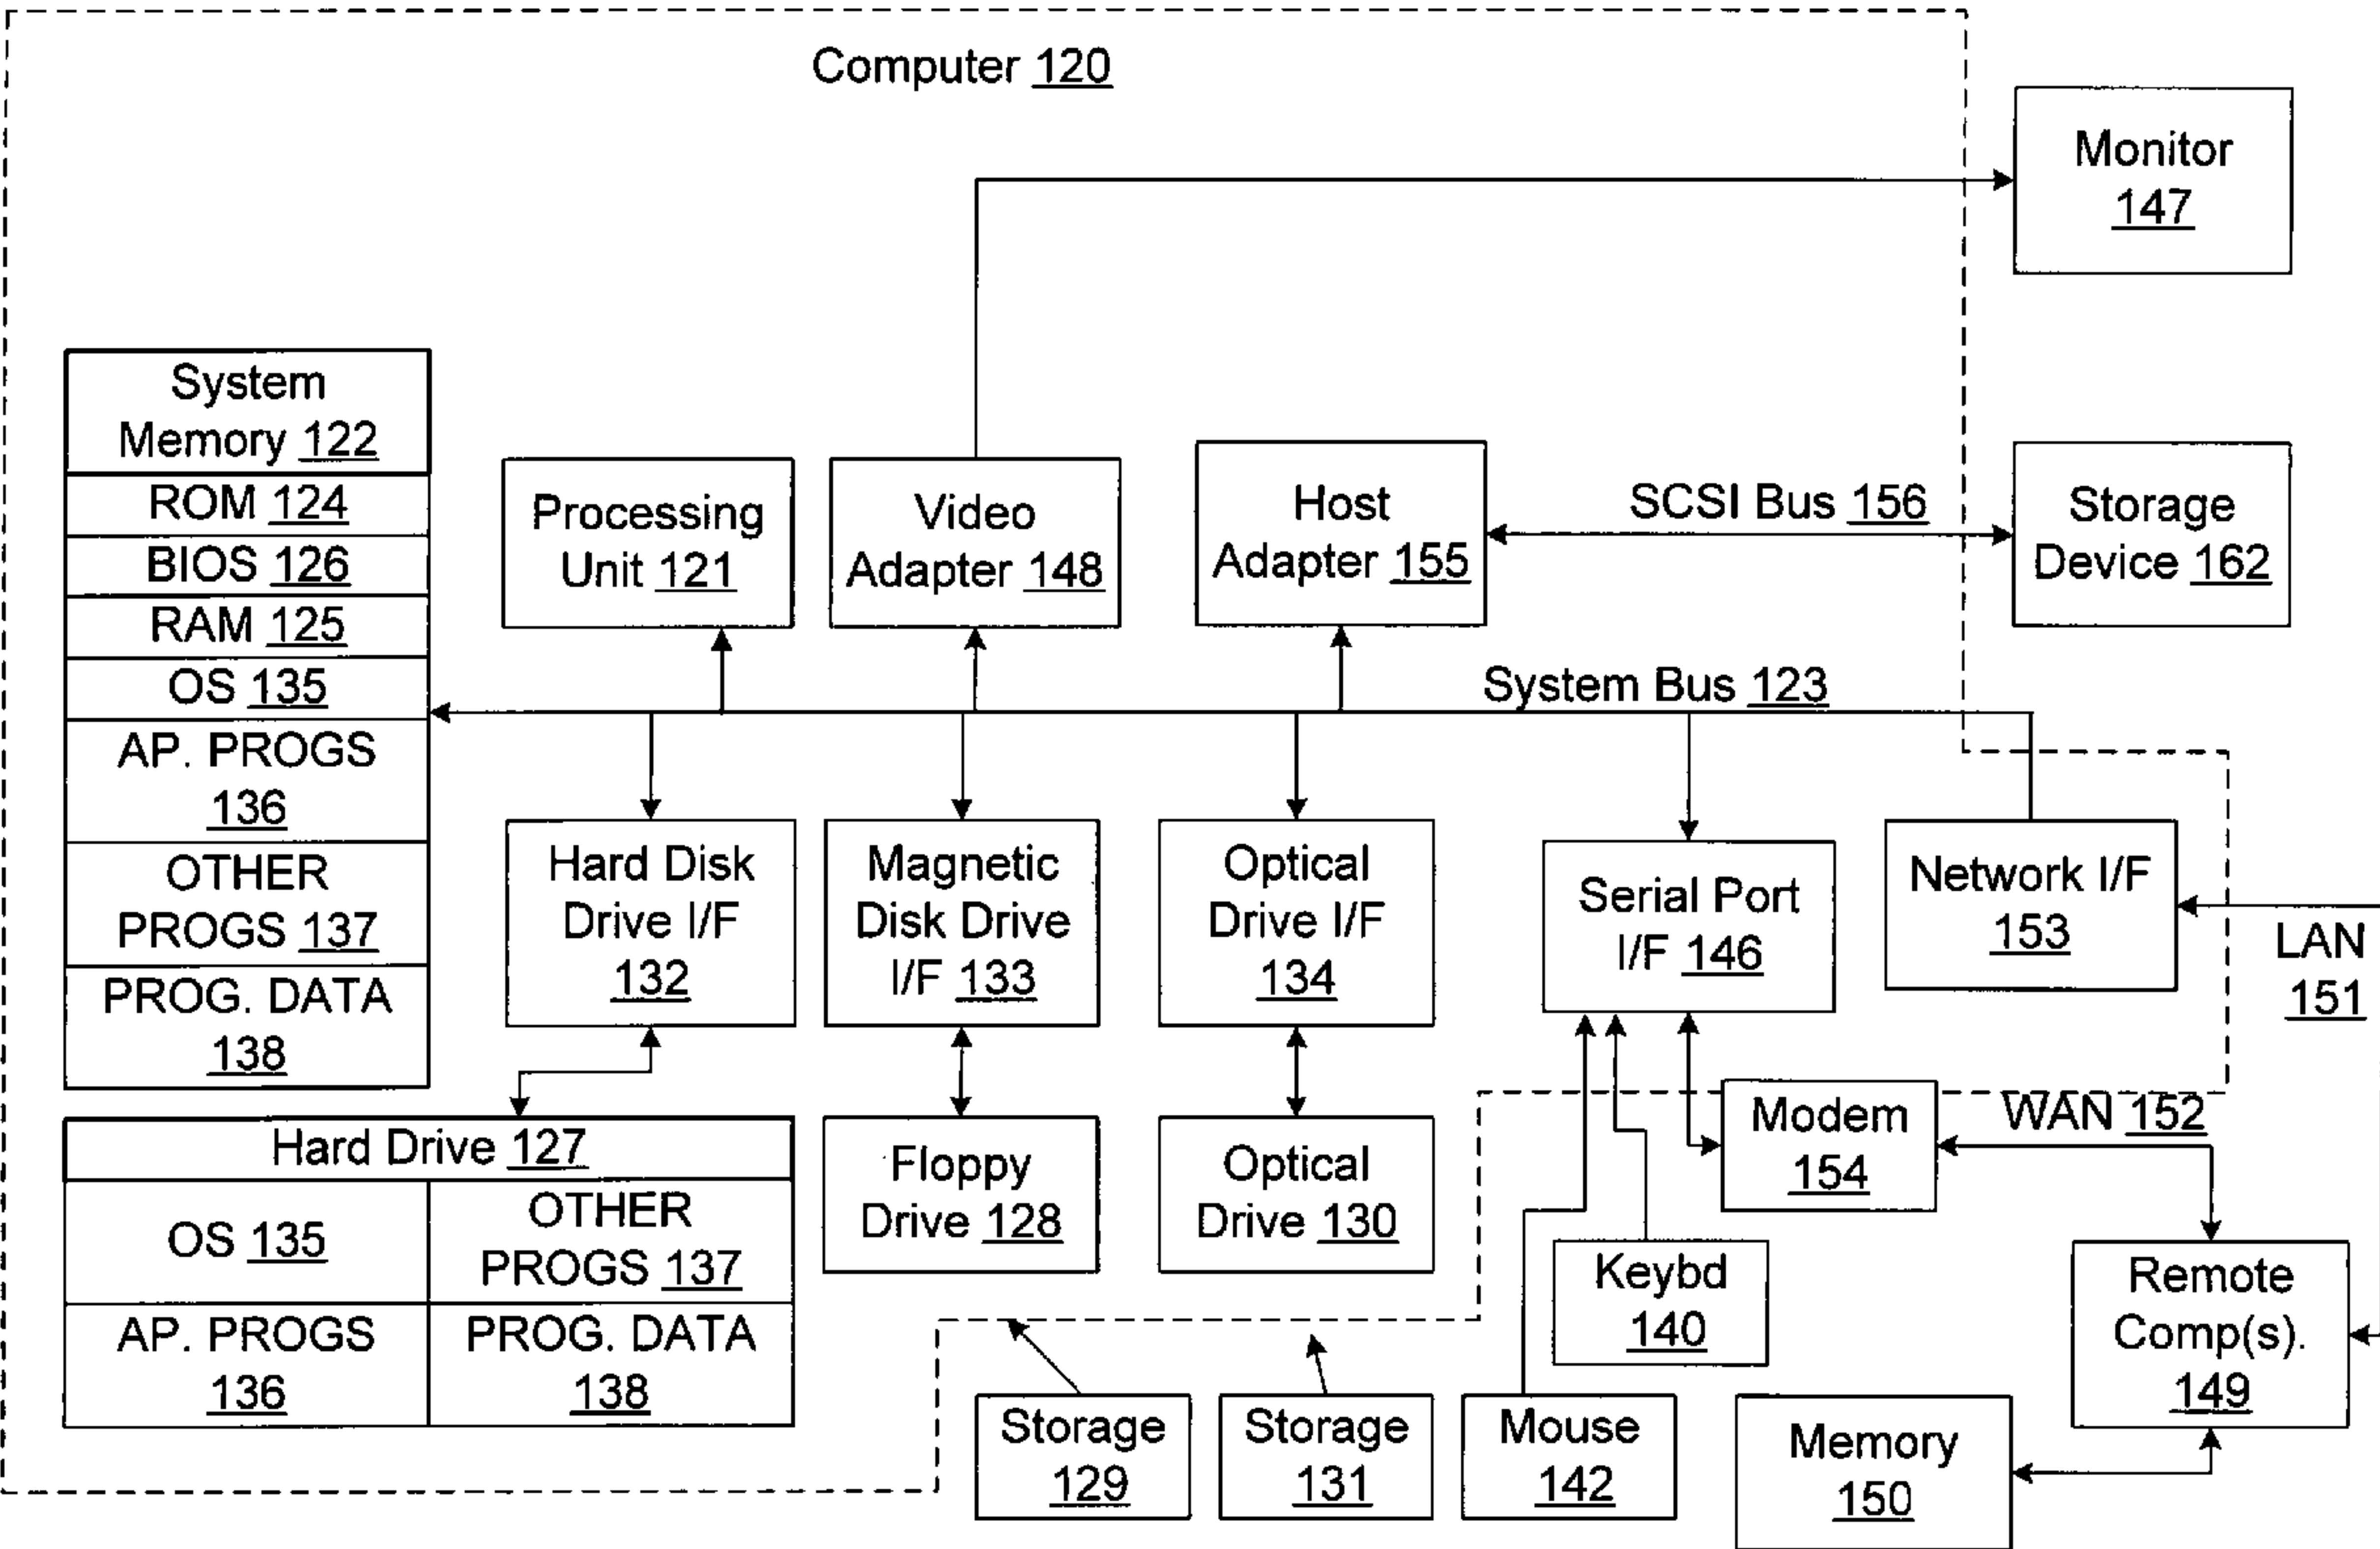 Computer 120
Monitor
147
System
Memory 122
ROM 124
BIOS 126
RAM 125
OS 135
AP. PROGS
136
OTHER
PROGS 137
PROG. DATA
138
Processing
Unit 121
Video
Adapter 148
Host
Adapter 155
SCSI Bus 156
Storage
Device 162
System Bus 123
Hard Disk
Drive I/F
132
Magnetic
Disk Drive
I/F 133
Optical
Drive I/F
134
Serial Port
I/F 146
Network I/F
153
LAN
151
Hard Drive 127
OS 135
OTHER
PROGS 137
AP. PROGS
136
PROG. DATA
138
Floppy
Drive 128
Optical
Drive 130
Modem
154
WAN 152
Keybd
140
Remote
Comp(s).
149
Storage
129
Storage
131
Mouse
142
Memory
150